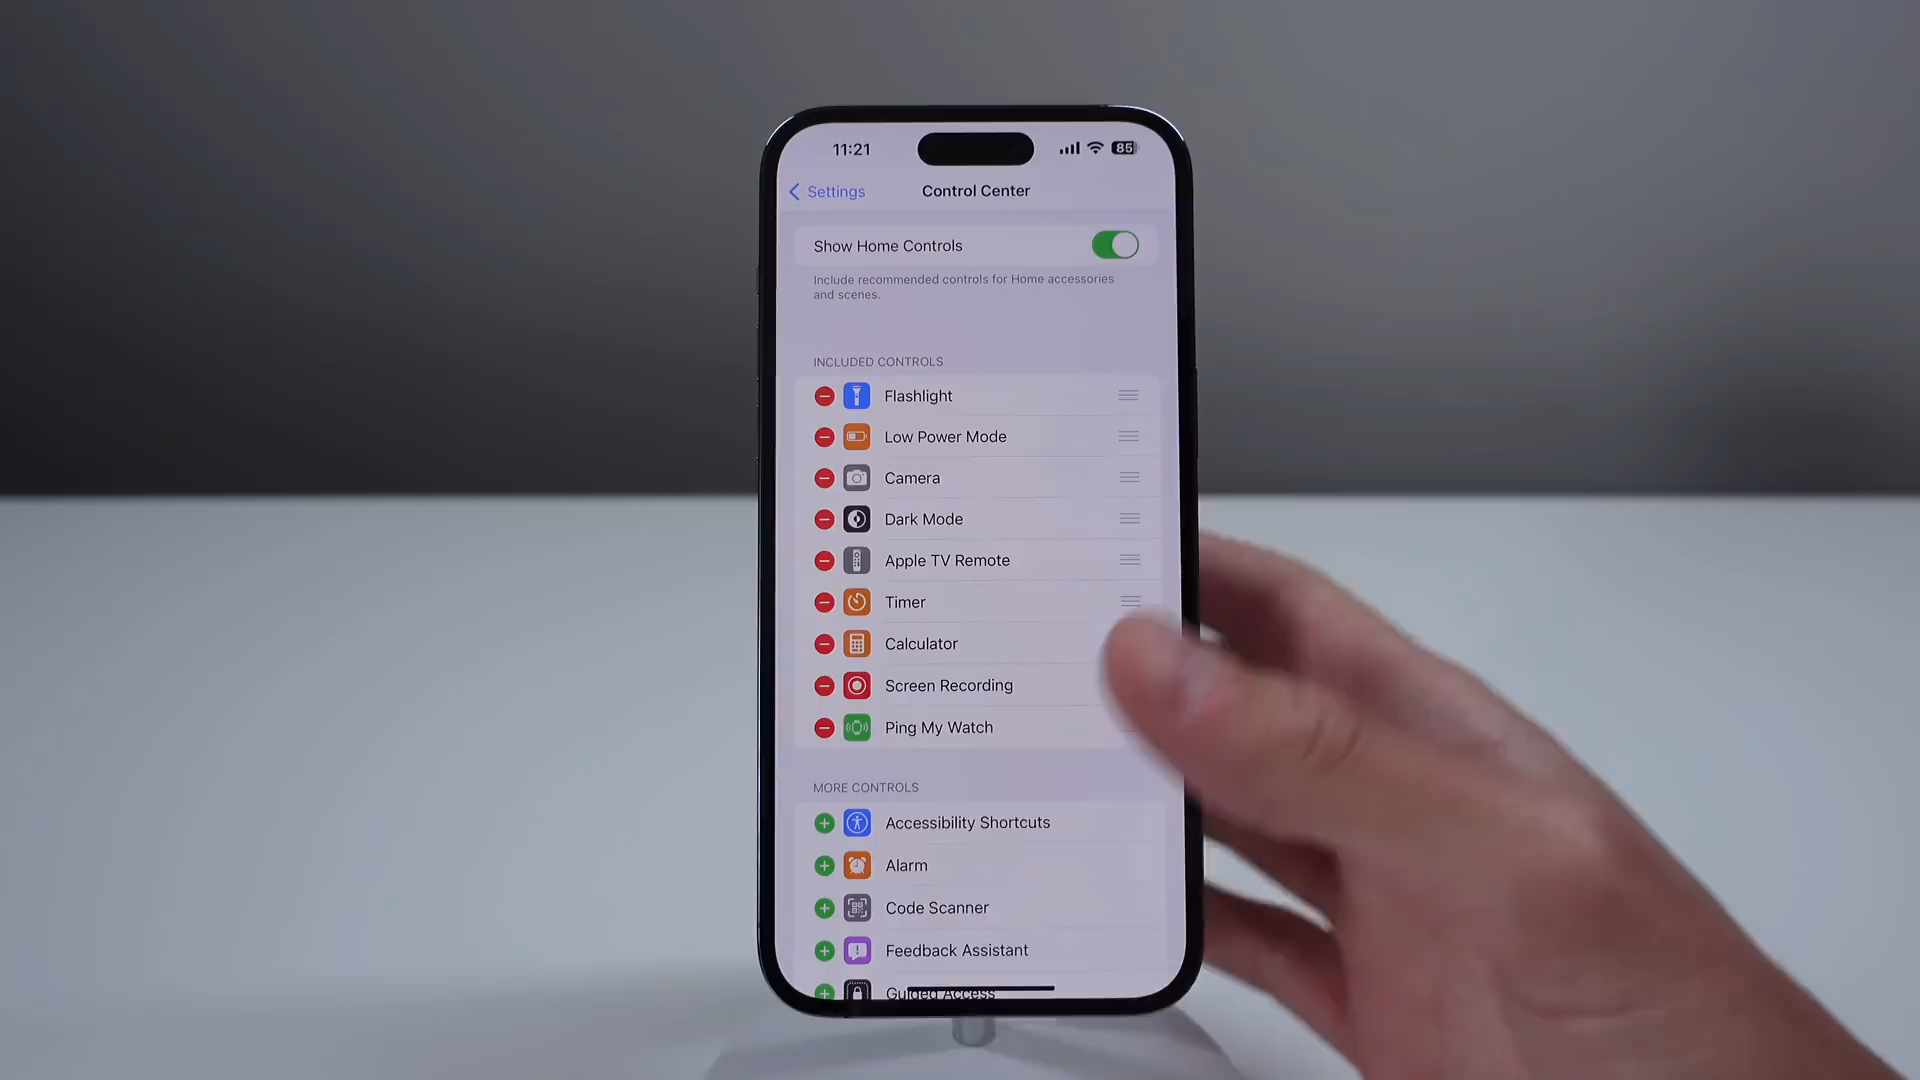 11:21
85
Settings
Control Center
Show Home Controls
Include recommended controls for Home accessories
and scenes.
INCLUDED CONTROLS
Flashlight
Low Power Mode
Camera
Dark Mode
Apple TV Remote
Timer
Calculator
Screen Recording
Ping My Watch
MORE CONTROLS
Accessibility Shortcuts
Alarm
Code Scanner
Feedback Assistant
Guided Access